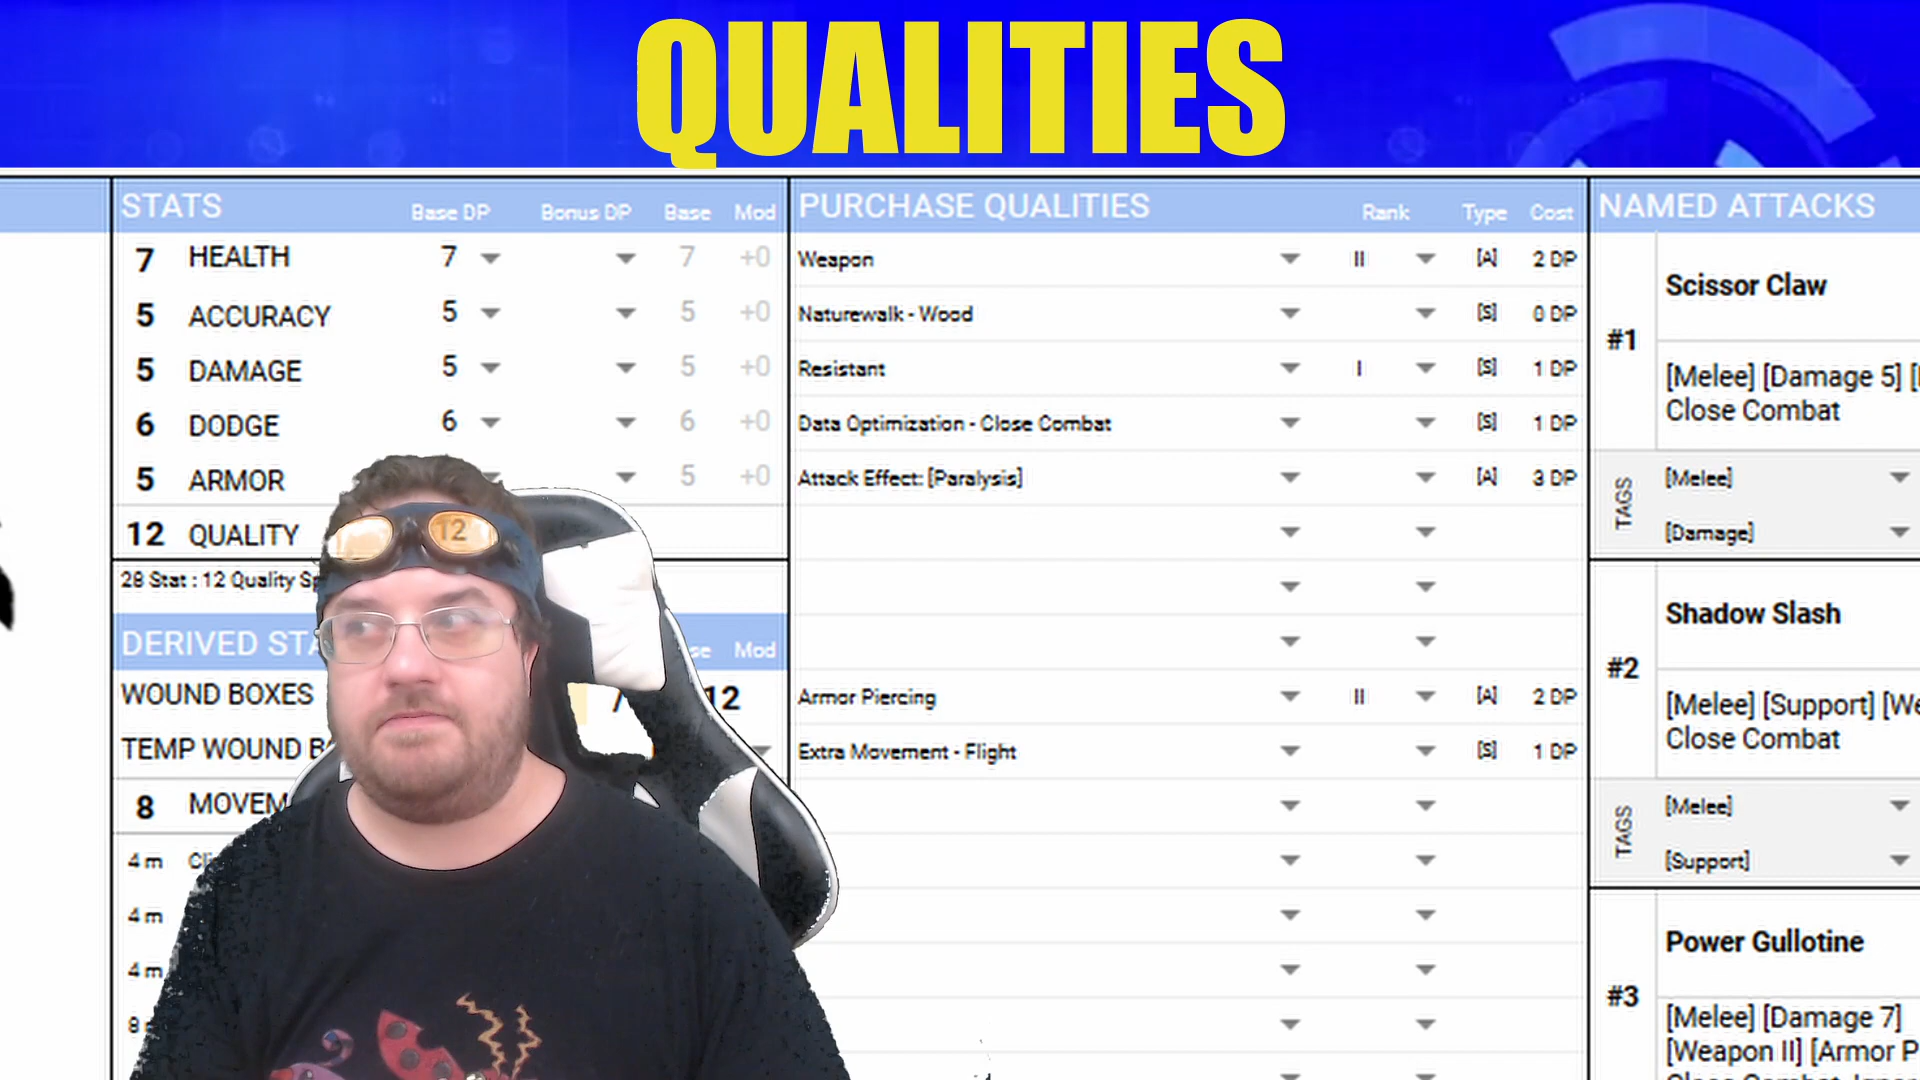 QUALITIES
STATS Base DP Bonus DP Base Mod
7 HEALTH 7 7 +0
5 ACCURACY 5 5 +0
5 DAMAGE 5 5 +0
6 DODGE 6 6 +0
5 ARMOR 5 +0
12 QUALITY 12
28 Stat : 12 Quality
DERIVED Mod
WOUND BOXES 12
TEMP WOUND
8
4 m
4 m
4 m
8
PURCHASE QUALITIES Rank Type Cost
Weapon II [A] 2 DP
Naturewalk - Wood [S] 0 DP
Resistant I [S] 1 DP
Data Optimization - Close Combat [S] 1 DP
Attack Effect: [Paralysis] [A] 3 DP
Armor Piercing II [A] 2 DP
Extra Movement - Flight [S] 1 DP
NAMED ATTACKS
#1
Scissor Claw
[Melee] [Damage 5] [
Close Combat
TAGS
[Melee]
[Damage]
#2
Shadow Slash
[Melee] [Support] [We
Close Combat
TAGS
[Melee]
[Support]
#3
Power Gullotine
[Melee] [Damage 7]
[Weapon II] [Armor P